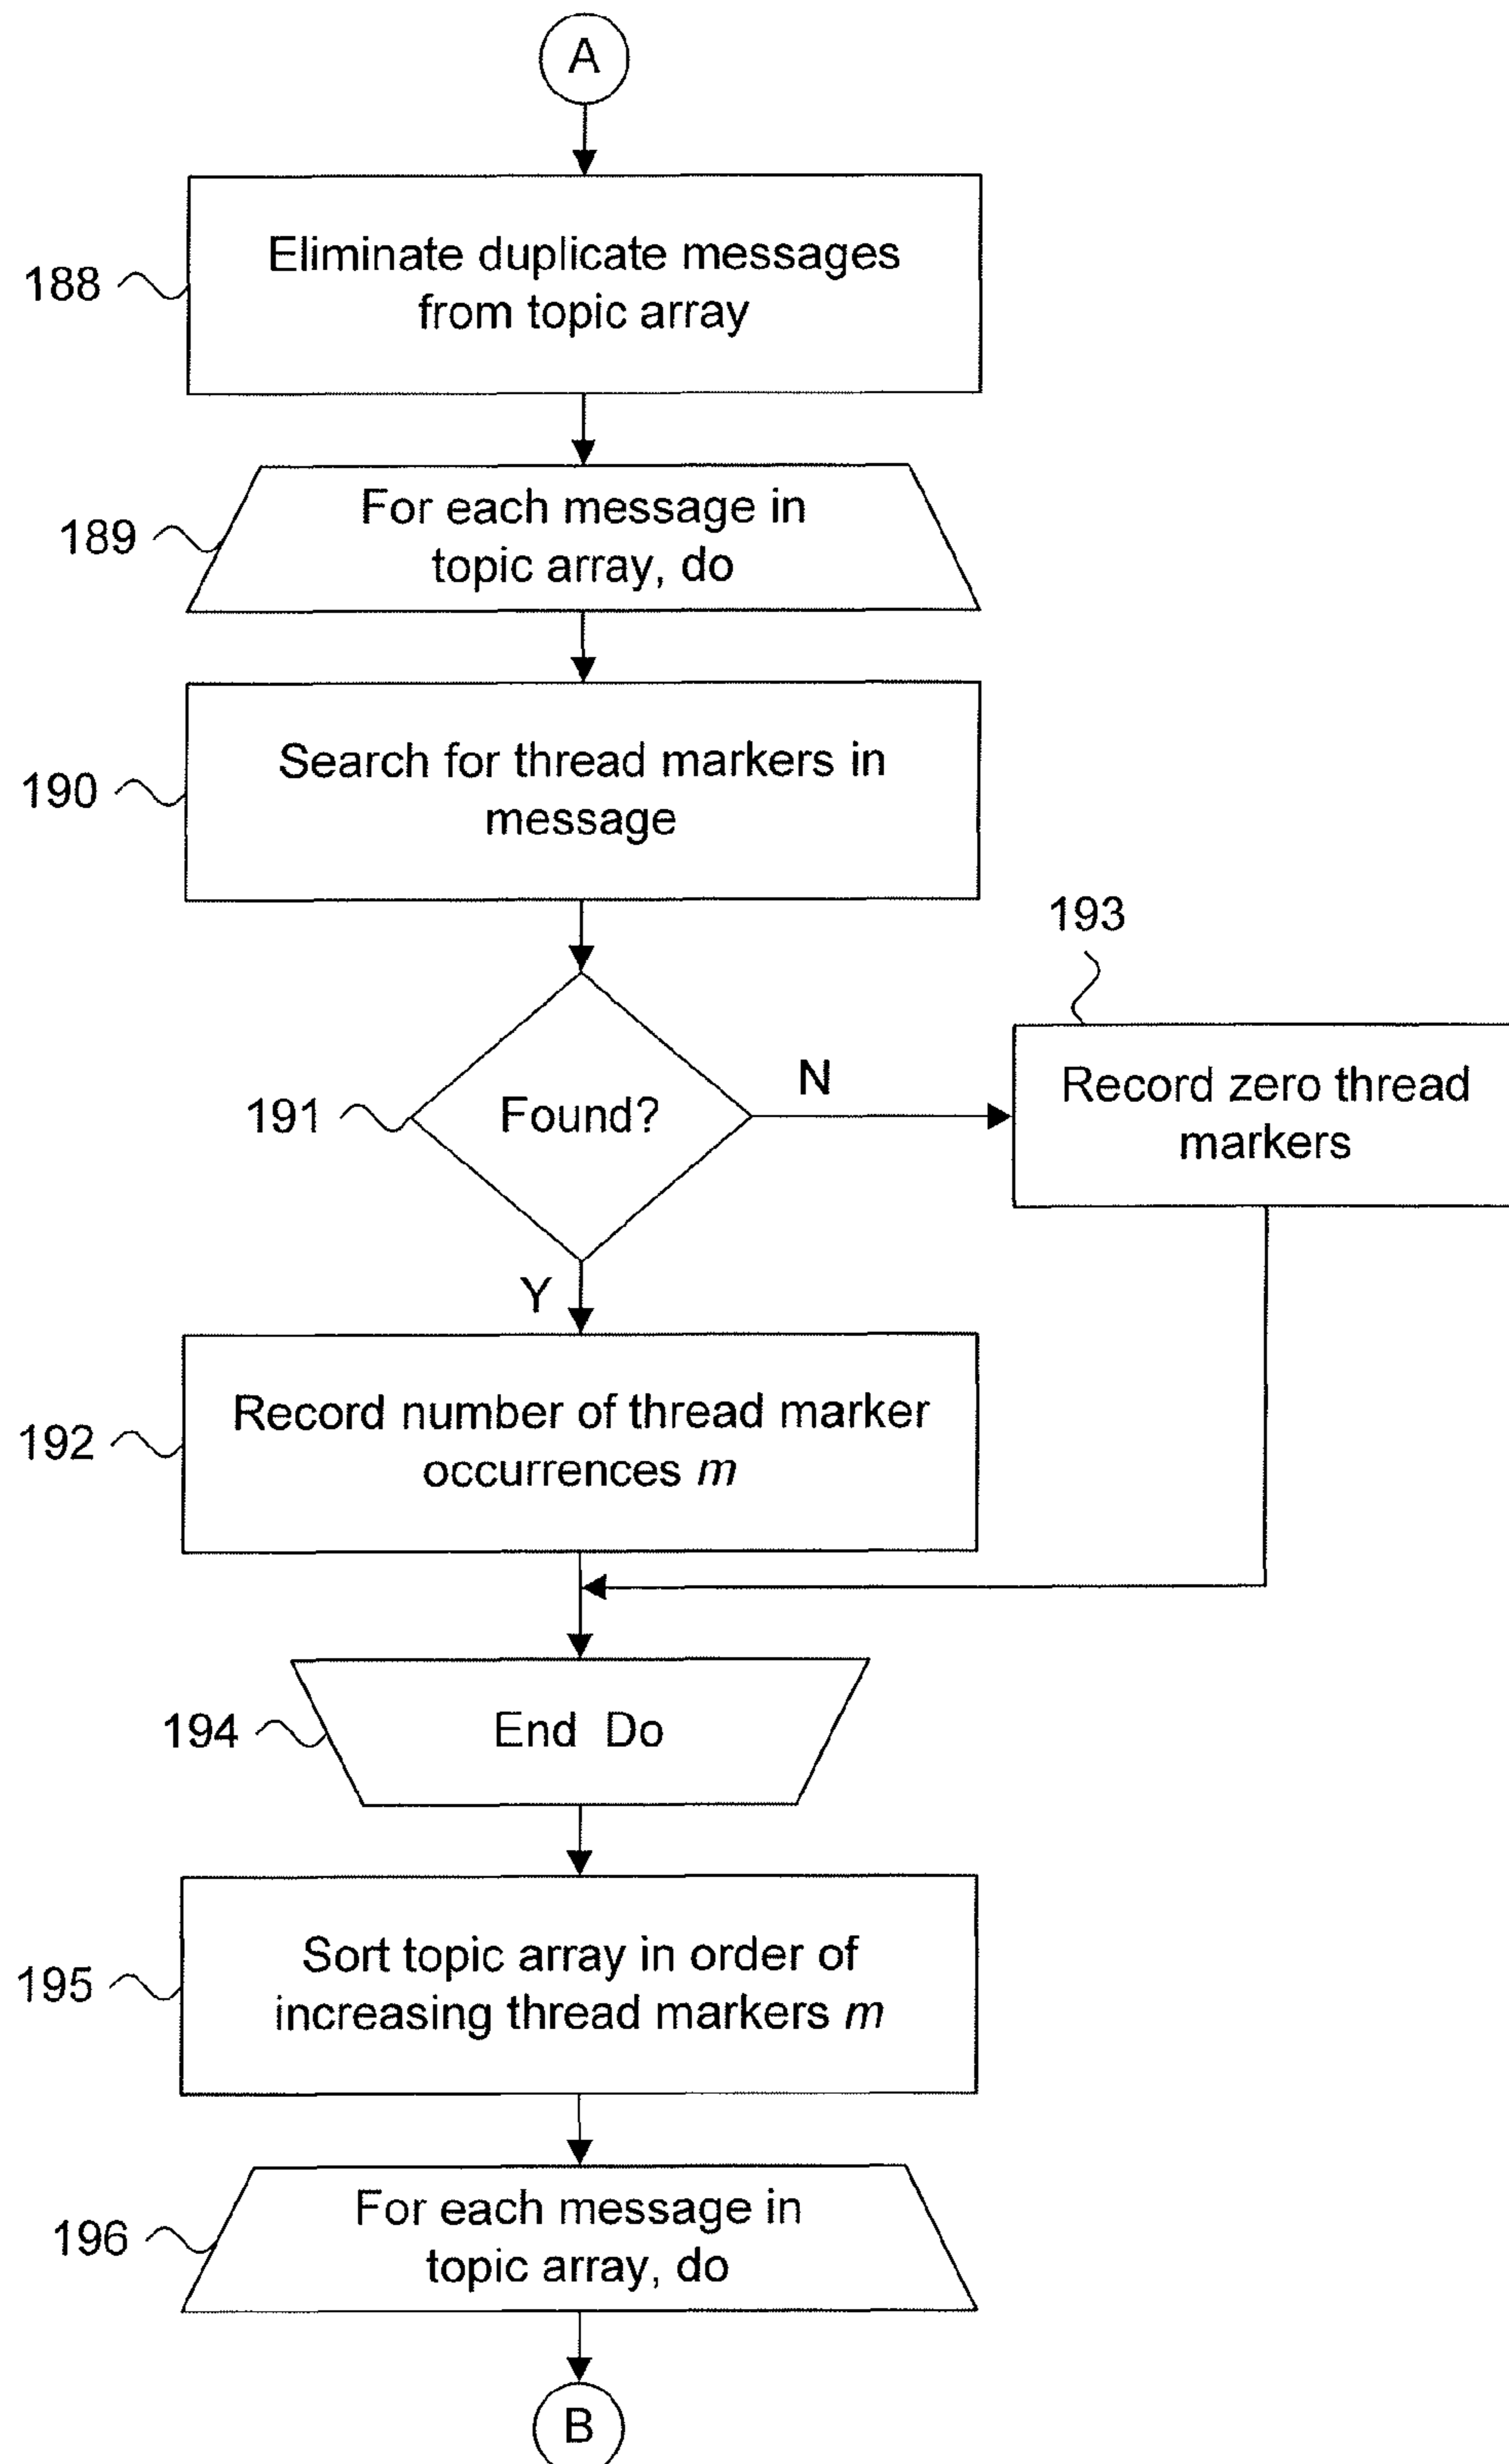 A
188
Eliminate duplicate messages
from topic array
189
For each message in
topic array, do
190
Search for thread markers in
message
193
191
Found?
N
Record zero thread
markers
Y
192
Record number of thread marker
occurrences m
194
End Do
195
Sort topic array in order of
increasing thread markers m
196
For each message in
topic array, do
B